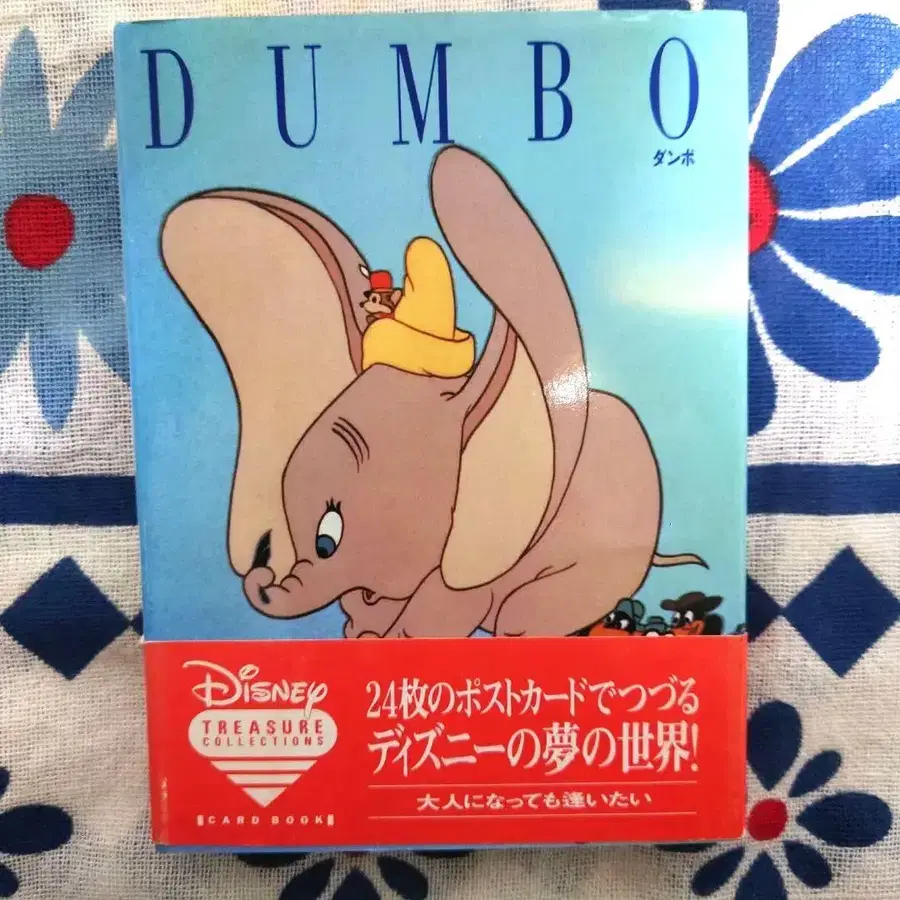 DUMBO
ダンボ
DISNEY
TREASURE
COLLECTIONS
CARD BOOK
24枚のポストカードでつづる
ディズニーの夢の世界!
大人になっても逢いたい